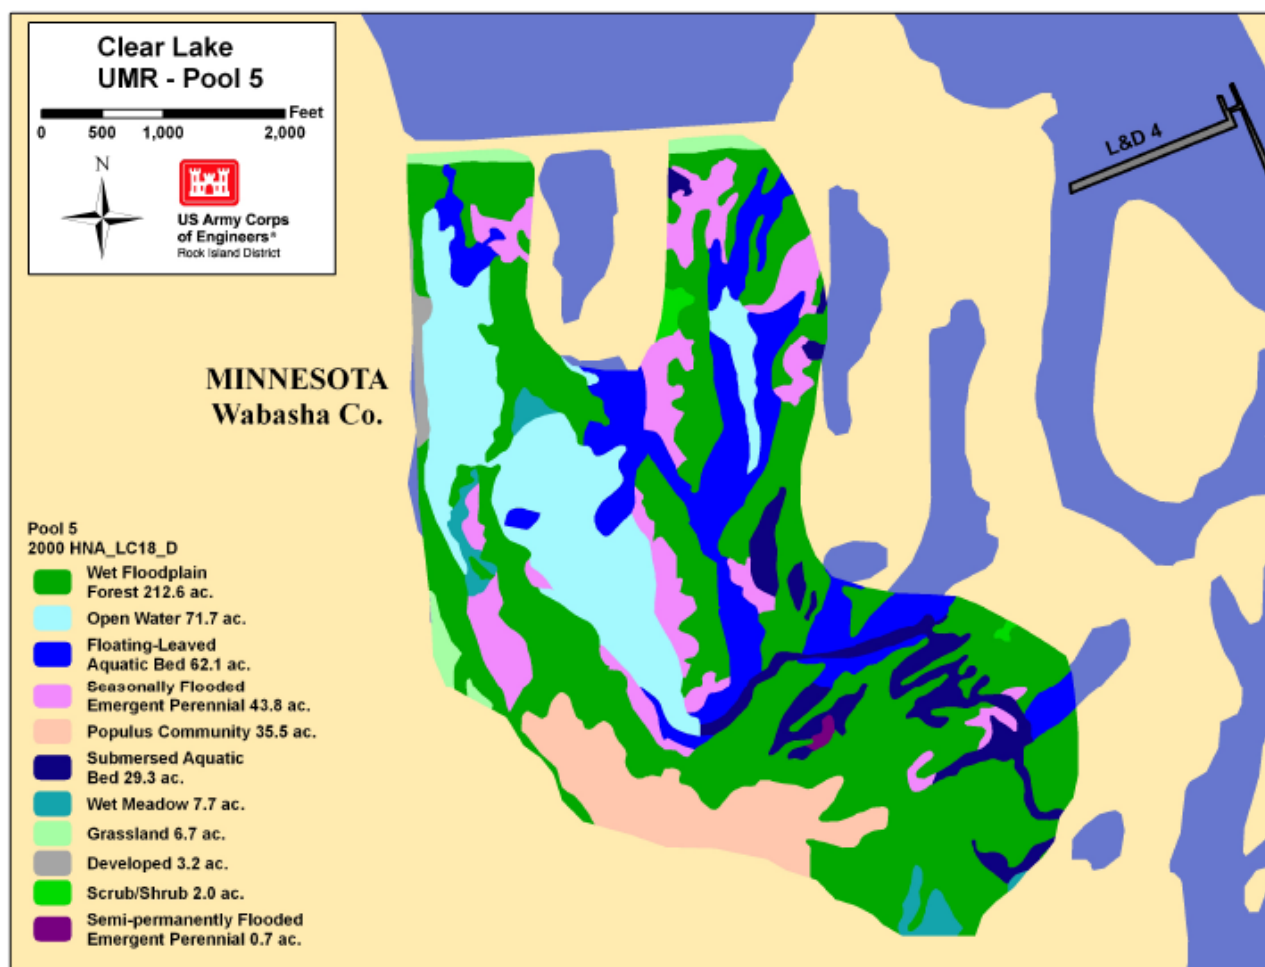 Clear Lake
UMR - Pool 5
Feet
0 500 1,000 2,000
N
US Army Corps
of Engineers®
Rock Island District
L&D 4
MINNESOTA
Wabasha Co.
Pool 5
2000 HNA_LC18_D
Wet Floodplain
Forest 212.6 ac.
Open Water 71.7 ac.
Floating-Leaved
Aquatic Bed 62.1 ac.
Seasonally Flooded
Emergent Perennial 43.8 ac.
Populus Community 35.5 ac.
Submersed Aquatic
Bed 29.3 ac.
Wet Meadow 7.7 ac.
Grassland 6.7 ac.
Developed 3.2 ac.
Scrub/Shrub 2.0 ac.
Semi-permanently Flooded
Emergent Perennial 0.7 ac.